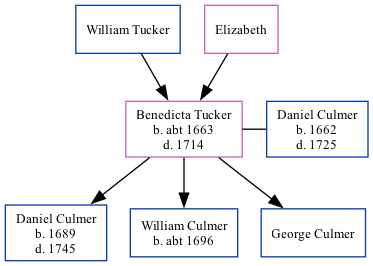 William Tucker
Elizabeth
Benedicta Tucker
b. abt 1663
d. 1714
Daniel Culmer
b. 1662
d. 1725
Daniel Culmer
b. 1689
d. 1745
William Culmer
b. abt 1696
George Culmer